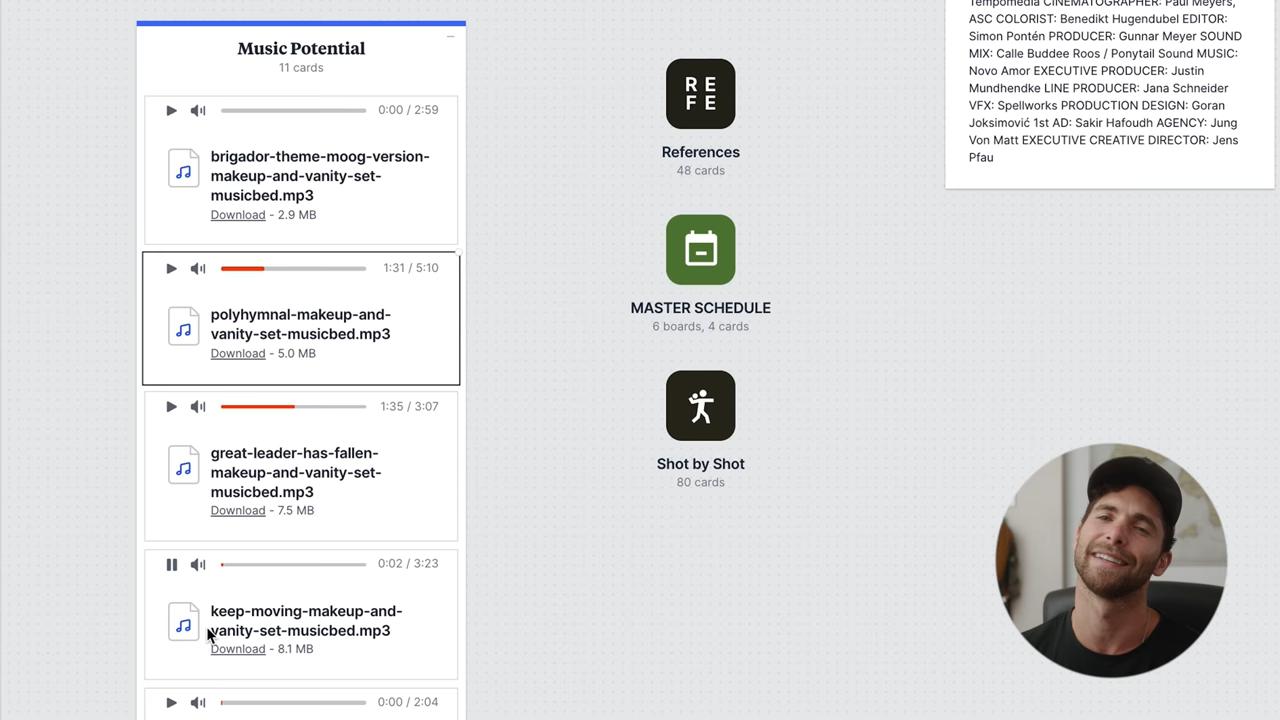 Music Potential
11 cards
0:00 / 2:59
brigador-theme-moog-version-
makeup-and-vanity-set-
musicbed.mp3
Download - 2.9 MB
1:31 / 5:10
polyhymnal-makeup-and-
vanity-set-musicbed.mp3
Download - 5.0 MB
1:35 / 3:07
great-leader-has-fallen-
makeup-and-vanity-set-
musicbed.mp3
Download - 7.5 MB
0:02 / 3:23
keep-moving-makeup-and-
vanity-set-musicbed.mp3
Download - 8.1 MB
0:00 / 2:04
RE
FE
References
48 cards
MASTER SCHEDULE
6 boards, 4 cards
Shot by Shot
80 cards
Tempomedia CINEMATOGRAPHER: Paul Meyers,
ASC COLORIST: Benedikt Hugendubel EDITOR:
Simon Pontén PRODUCER: Gunnar Meyer SOUND
MIX: Calle Buddee Roos / Ponytail Sound MUSIC:
Novo Amor EXECUTIVE PRODUCER: Justin
Mundhendke LINE PRODUCER: Jana Schneider
VFX: Spellworks PRODUCTION DESIGN: Goran
Joksimović 1st AD: Sakir Hafoudh AGENCY: Jung
Von Matt EXECUTIVE CREATIVE DIRECTOR: Jens
Pfau